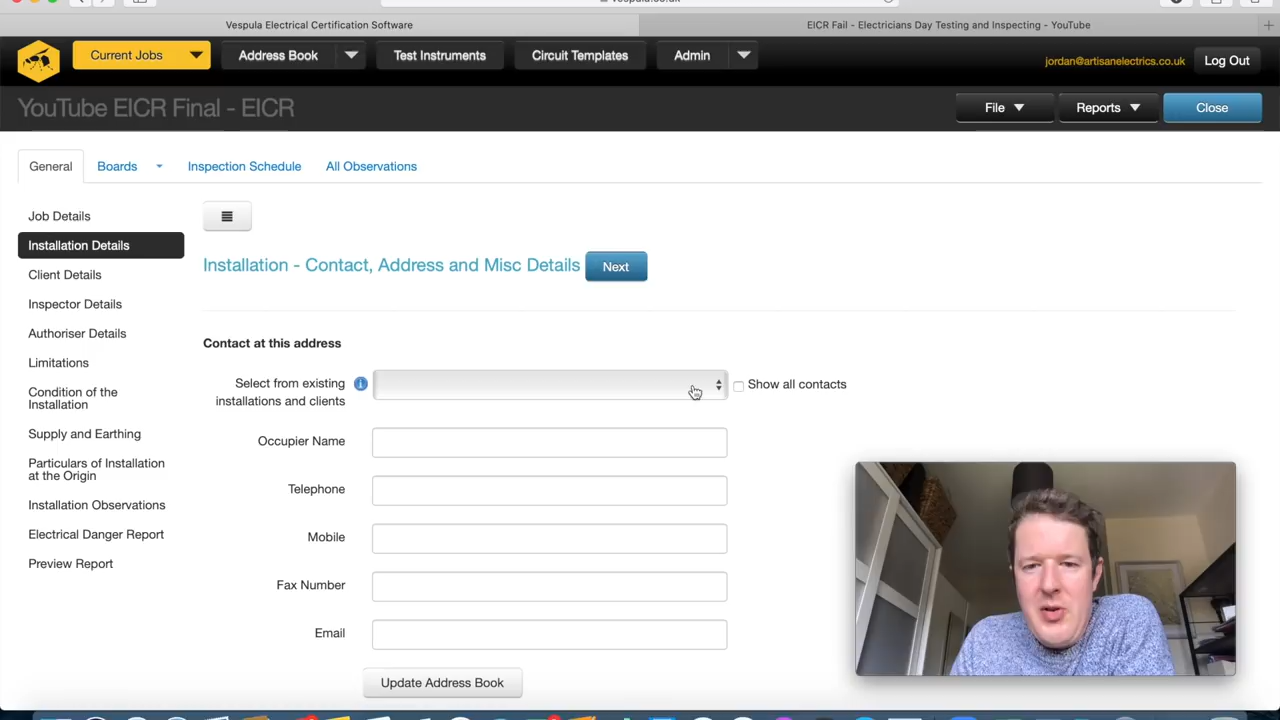 Vespula Electrical Certification Software
EICR Fail - Electricians Day Testing and Inspecting - YouTube
Current Jobs
Address Book
Test Instruments
Circuit Templates
Admin
jordan@artisanelectrics.co.uk
Log Out
YouTube EICR Final - EICR
File
Reports
Close
General
Boards
Inspection Schedule
All Observations
Job Details
Installation Details
Client Details
Inspector Details
Authoriser Details
Limitations
Condition of the
Installation
Supply and Earthing
Particulars of Installation
at the Origin
Installation Observations
Electrical Danger Report
Preview Report
Installation - Contact, Address and Misc Details
Next
Contact at this address
Select from existing
installations and clients
Show all contacts
Occupier Name
Telephone
Mobile
Fax Number
Email
Update Address Book